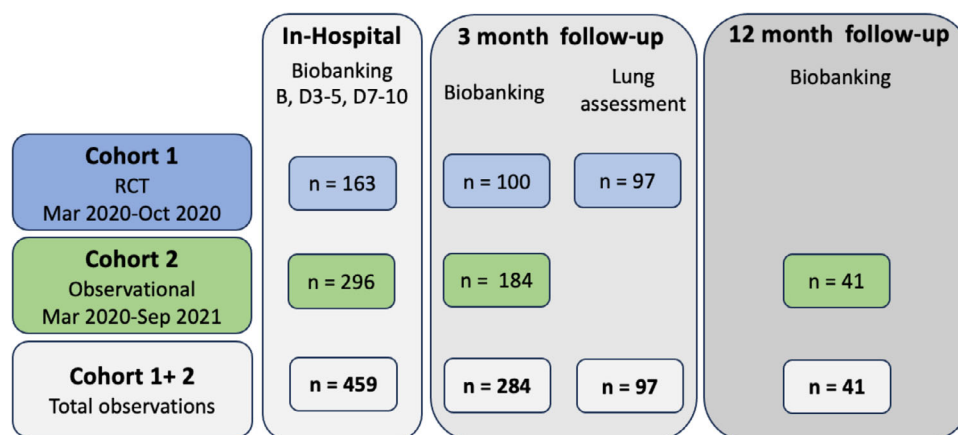 In-Hospital
Biobanking
B, D3-5, D7-10
3 month follow-up
Biobanking
Lung
assessment
12 month follow-up
Biobanking
Cohort 1
RCT
Mar 2020-Oct 2020
n = 163
n = 100
n = 97
Cohort 2
Observational
Mar 2020-Sep 2021
n = 296
n = 184
n = 41
Cohort 1+ 2
Total observations
n = 459
n = 284
n = 97
n = 41